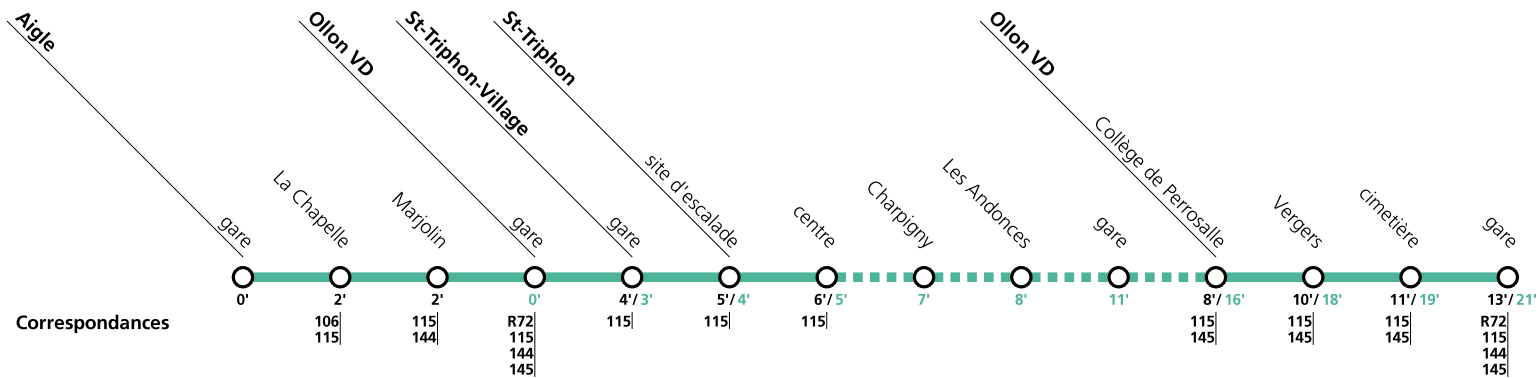 Aigle
Ollon VD
St-Triphon-Village
St-Triphon
Ollon VD
gare
La Chapelle
Marjolin
gare
gare
site d'escalade
centre
Charpigny
Les Andonces
gare
Collège de Perrosalle
Vergers
cimetière
gare
0' 2' 2' 0' 4'/ 3' 5'/ 4' 6'/ 5' 7' 8' 11' 8'/ 16' 10'/ 18' 11'/ 19' 13'/ 21'
Correspondances
106 115 R72 115 115 115 115 115 115 R72
115 144 115 145 145 145 115
144 144
145 145